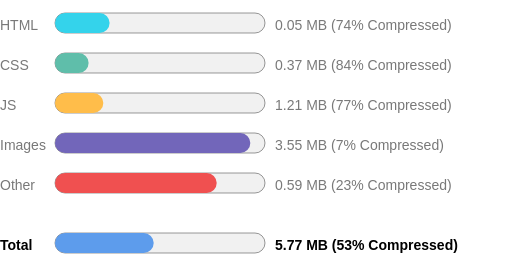 HTML 0.05 MB (74% Compressed)
CSS 0.37 MB (84% Compressed)
JS 1.21 MB (77% Compressed)
Images 3.55 MB (7% Compressed)
Other 0.59 MB (23% Compressed)
Total 5.77 MB (53% Compressed)